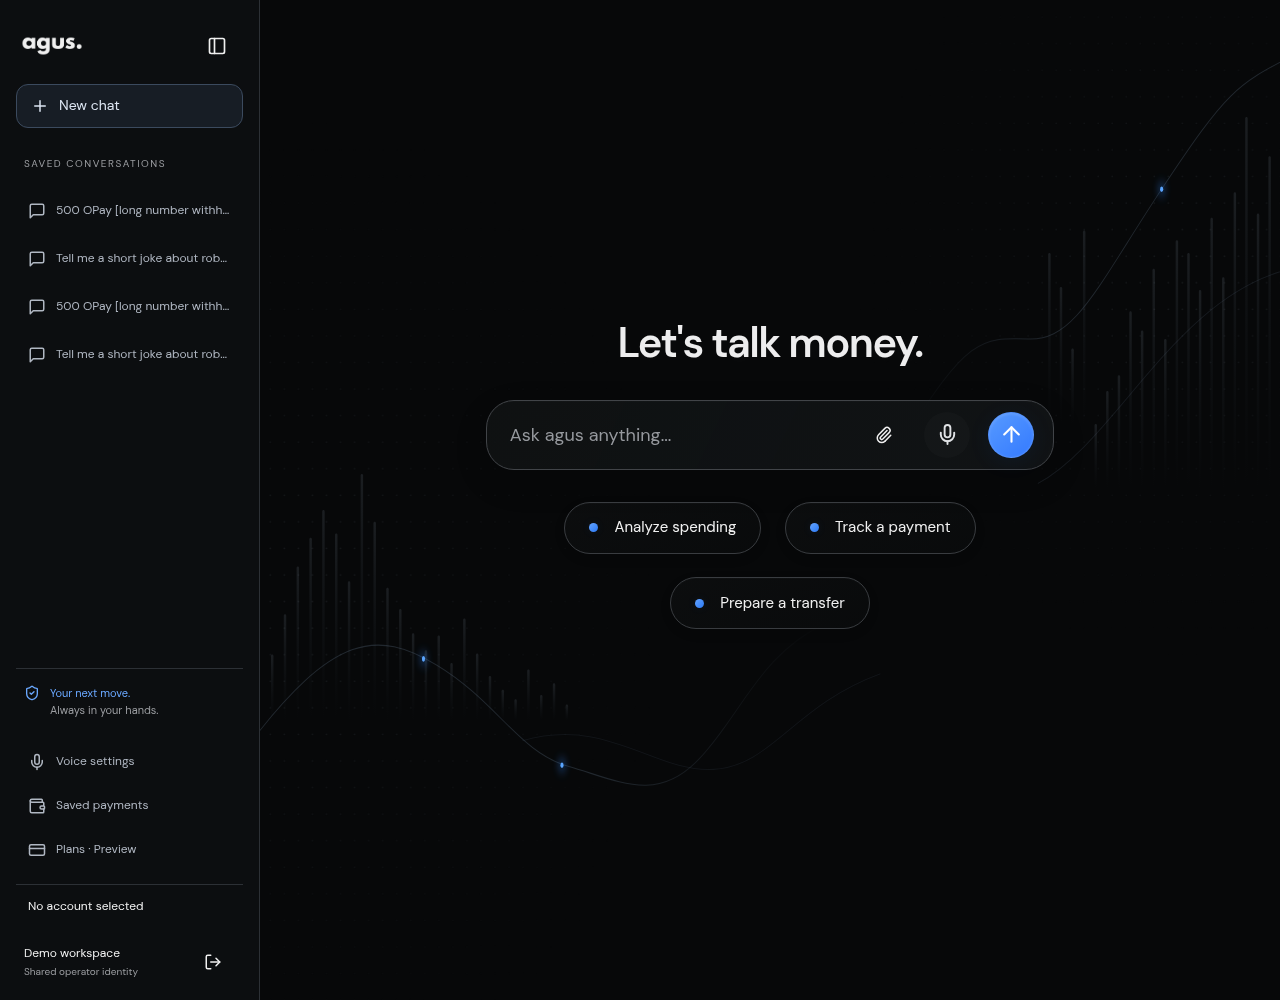 agus.
New chat
SAVED CONVERSATIONS
500 OPay [long number withh...
Tell me a short joke about rob...
500 OPay [long number withh...
Tell me a short joke about rob...
Your next move.
Always in your hands.
Voice settings
Saved payments
Plans · Preview
No account selected
Demo workspace
Shared operator identity
Let's talk money.
Ask agus anything...
Analyze spending
Track a payment
Prepare a transfer